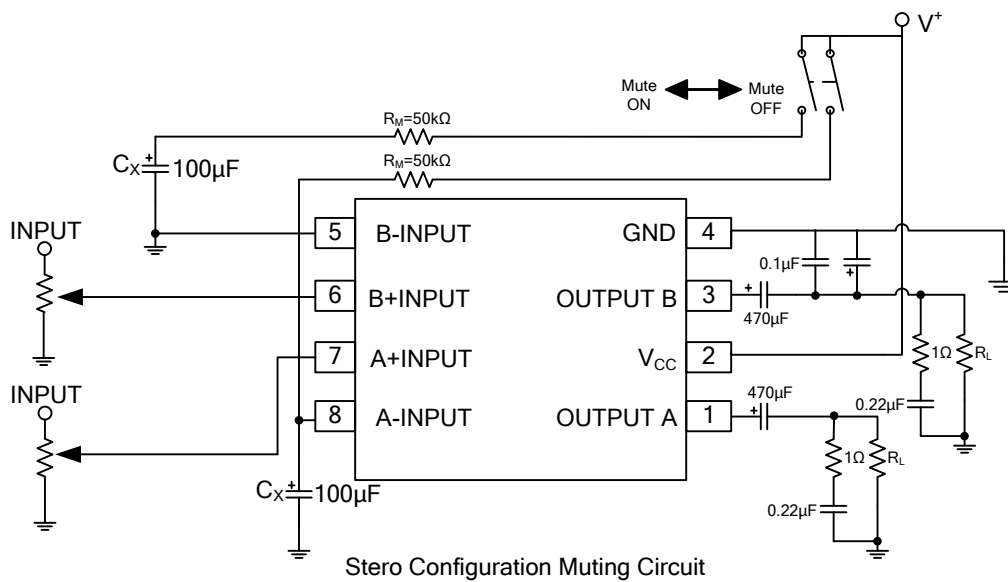 V+
Mute
ON
Mute
OFF
RM=50kΩ
RM=50kΩ
CX + 100µF
INPUT
5 B-INPUT
GND 4
6 B+INPUT
OUTPUT B 3
+
470µF
0.1µF
+
1Ω
RL
0.22µF
7 A+INPUT
VCC 2
INPUT
8 A-INPUT
OUTPUT A 1
470µF
+
1Ω
RL
0.22µF
CX + 100µF
Stero Configuration Muting Circuit